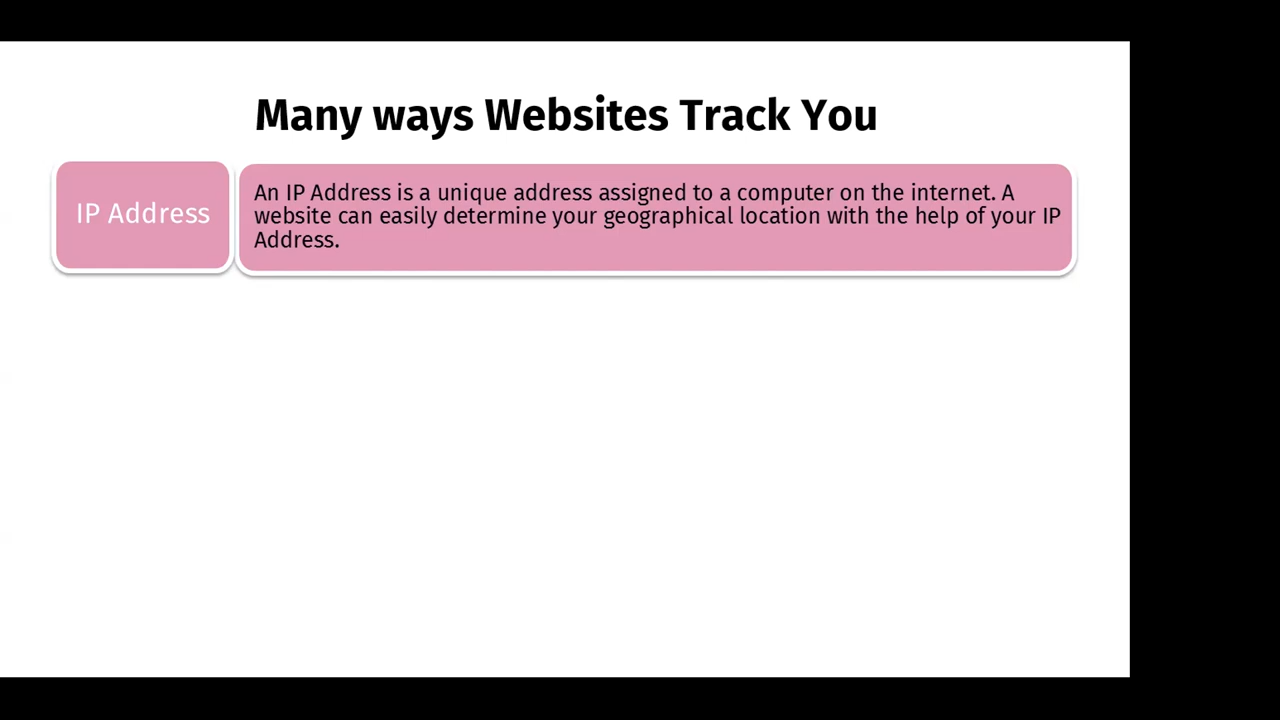 Many ways Websites Track You
IP Address
An IP Address is a unique address assigned to a computer on the internet. A
website can easily determine your geographical location with the help of your IP
Address.